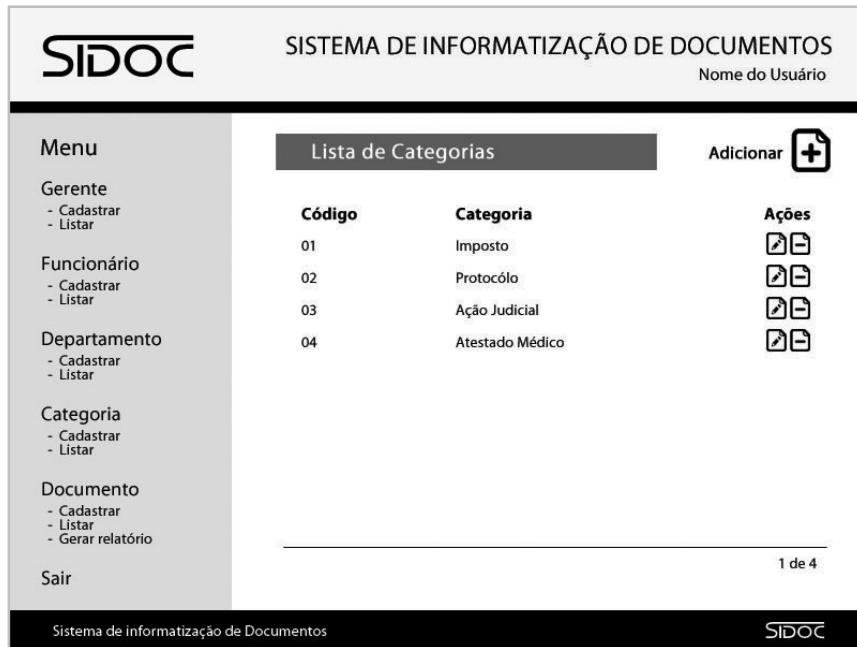 SIDOC
SISTEMA DE INFORMATIZAÇÃO DE DOCUMENTOS
Nome do Usuário
Menu
Gerente
- Cadastrar
- Listar
Funcionário
- Cadastrar
- Listar
Departamento
- Cadastrar
- Listar
Categoria
- Cadastrar
- Listar
Documento
- Cadastrar
- Listar
- Gerar relatório
Sair
Lista de Categorias
Adicionar
Código Categoria Ações
01 Imposto
02 Protocólo
03 Ação Judicial
04 Atestado Médico
1 de 4
Sistema de informatização de Documentos
SIDOC